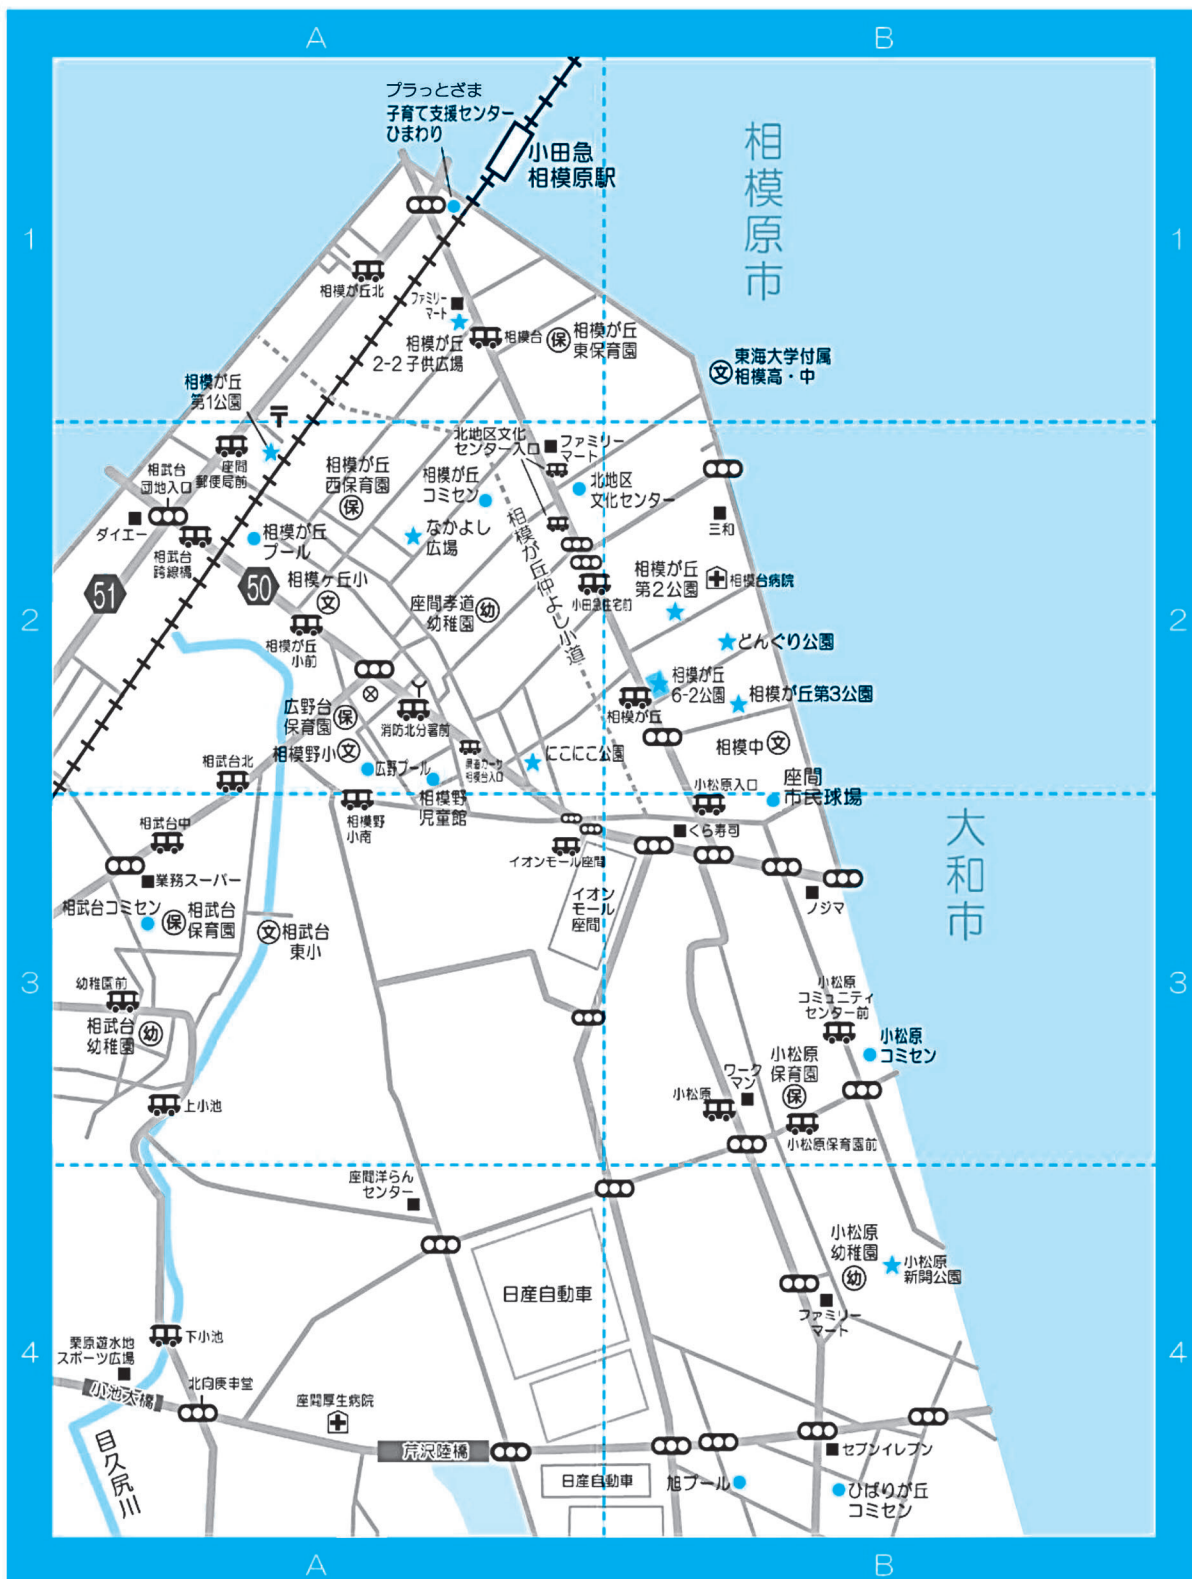 A
B
プラっとざま
子育て支援センター
ひまわり
小田急
相模原駅
相模原市
1
1
相模が丘北
ファミリー
マート
相模が丘
2-2 子供広場
相模台
保
相模が丘
東保育園
文
東海大学付属
相模高・中
相模が丘
第1公園
座間
郵便局前
相武台
団地入口
ダイエー
相武台
跨線橋
相模が丘
西保育園
保
相模が丘
コミセン
北地区文化
センター入口
ファミリー
マート
北地区
文化センター
三和
相模が丘
プール
なかよし
広場
相模が丘仲よし小道
51
50
相模ヶ丘小
文
座間孝道
幼稚園
幼
小田急住宅前
相模が丘
第2公園
相模台病院
2
2
どんぐり公園
相模が丘
小前
相模が丘
6-2公園
相模が丘第3公園
相模が丘
広野台
保育園
保
消防北分署前
相模野小
文
広野プール
相模台入口
にこにこ公園
相模中
文
相武台北
相模野
児童館
小松原入口
座間
市民球場
相模野
小南
相武台中
イオンモール座間
くら寿司
大和市
業務スーパー
イオン
モール
座間
ノジマ
相武台コミセン
保
相武台
保育園
文
相武台
東小
3
3
幼稚園前
相武台
幼稚園
幼
小松原
コミュニティ
センター前
小松原
コミセン
小松原
保育園
保
ワーク
マン
小松原
上小池
小松原保育園前
座間洋らん
センター
小松原
幼稚園
幼
小松原
新開公園
日産自動車
ファミリー
マート
4
4
下小池
栗原遊水地
スポーツ広場
小池大橋
北向庚申堂
座間厚生病院
芹沢陸橋
目久尻川
セブンイレブン
日産自動車
旭プール
ひばりが丘
コミセン
A
B